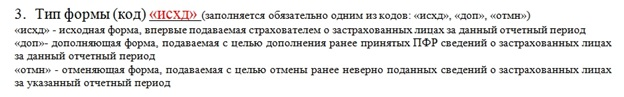 3. Тип формы (код) «исхд» (заполняется обязательно одним из кодов: «исхд», «доп», «отмн»)
«исхд» - исходная форма, впервые подаваемая страхователем о застрахованных лицах за данный отчетный период
«доп»- дополняющая форма, подаваемая с целью дополнения ранее принятых ПФР сведений о застрахованных лицах
за данный отчетный период
«отмн» - отменяющая форма, подаваемая с целью отмены ранее неверно поданных сведений о застрахованных лицах
за указанный отчетный период